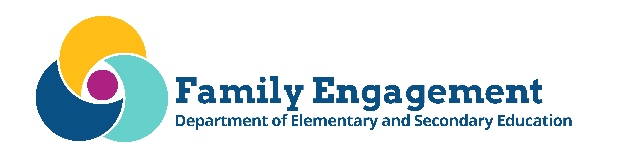 Family Engagement
Department of Elementary and Secondary Education